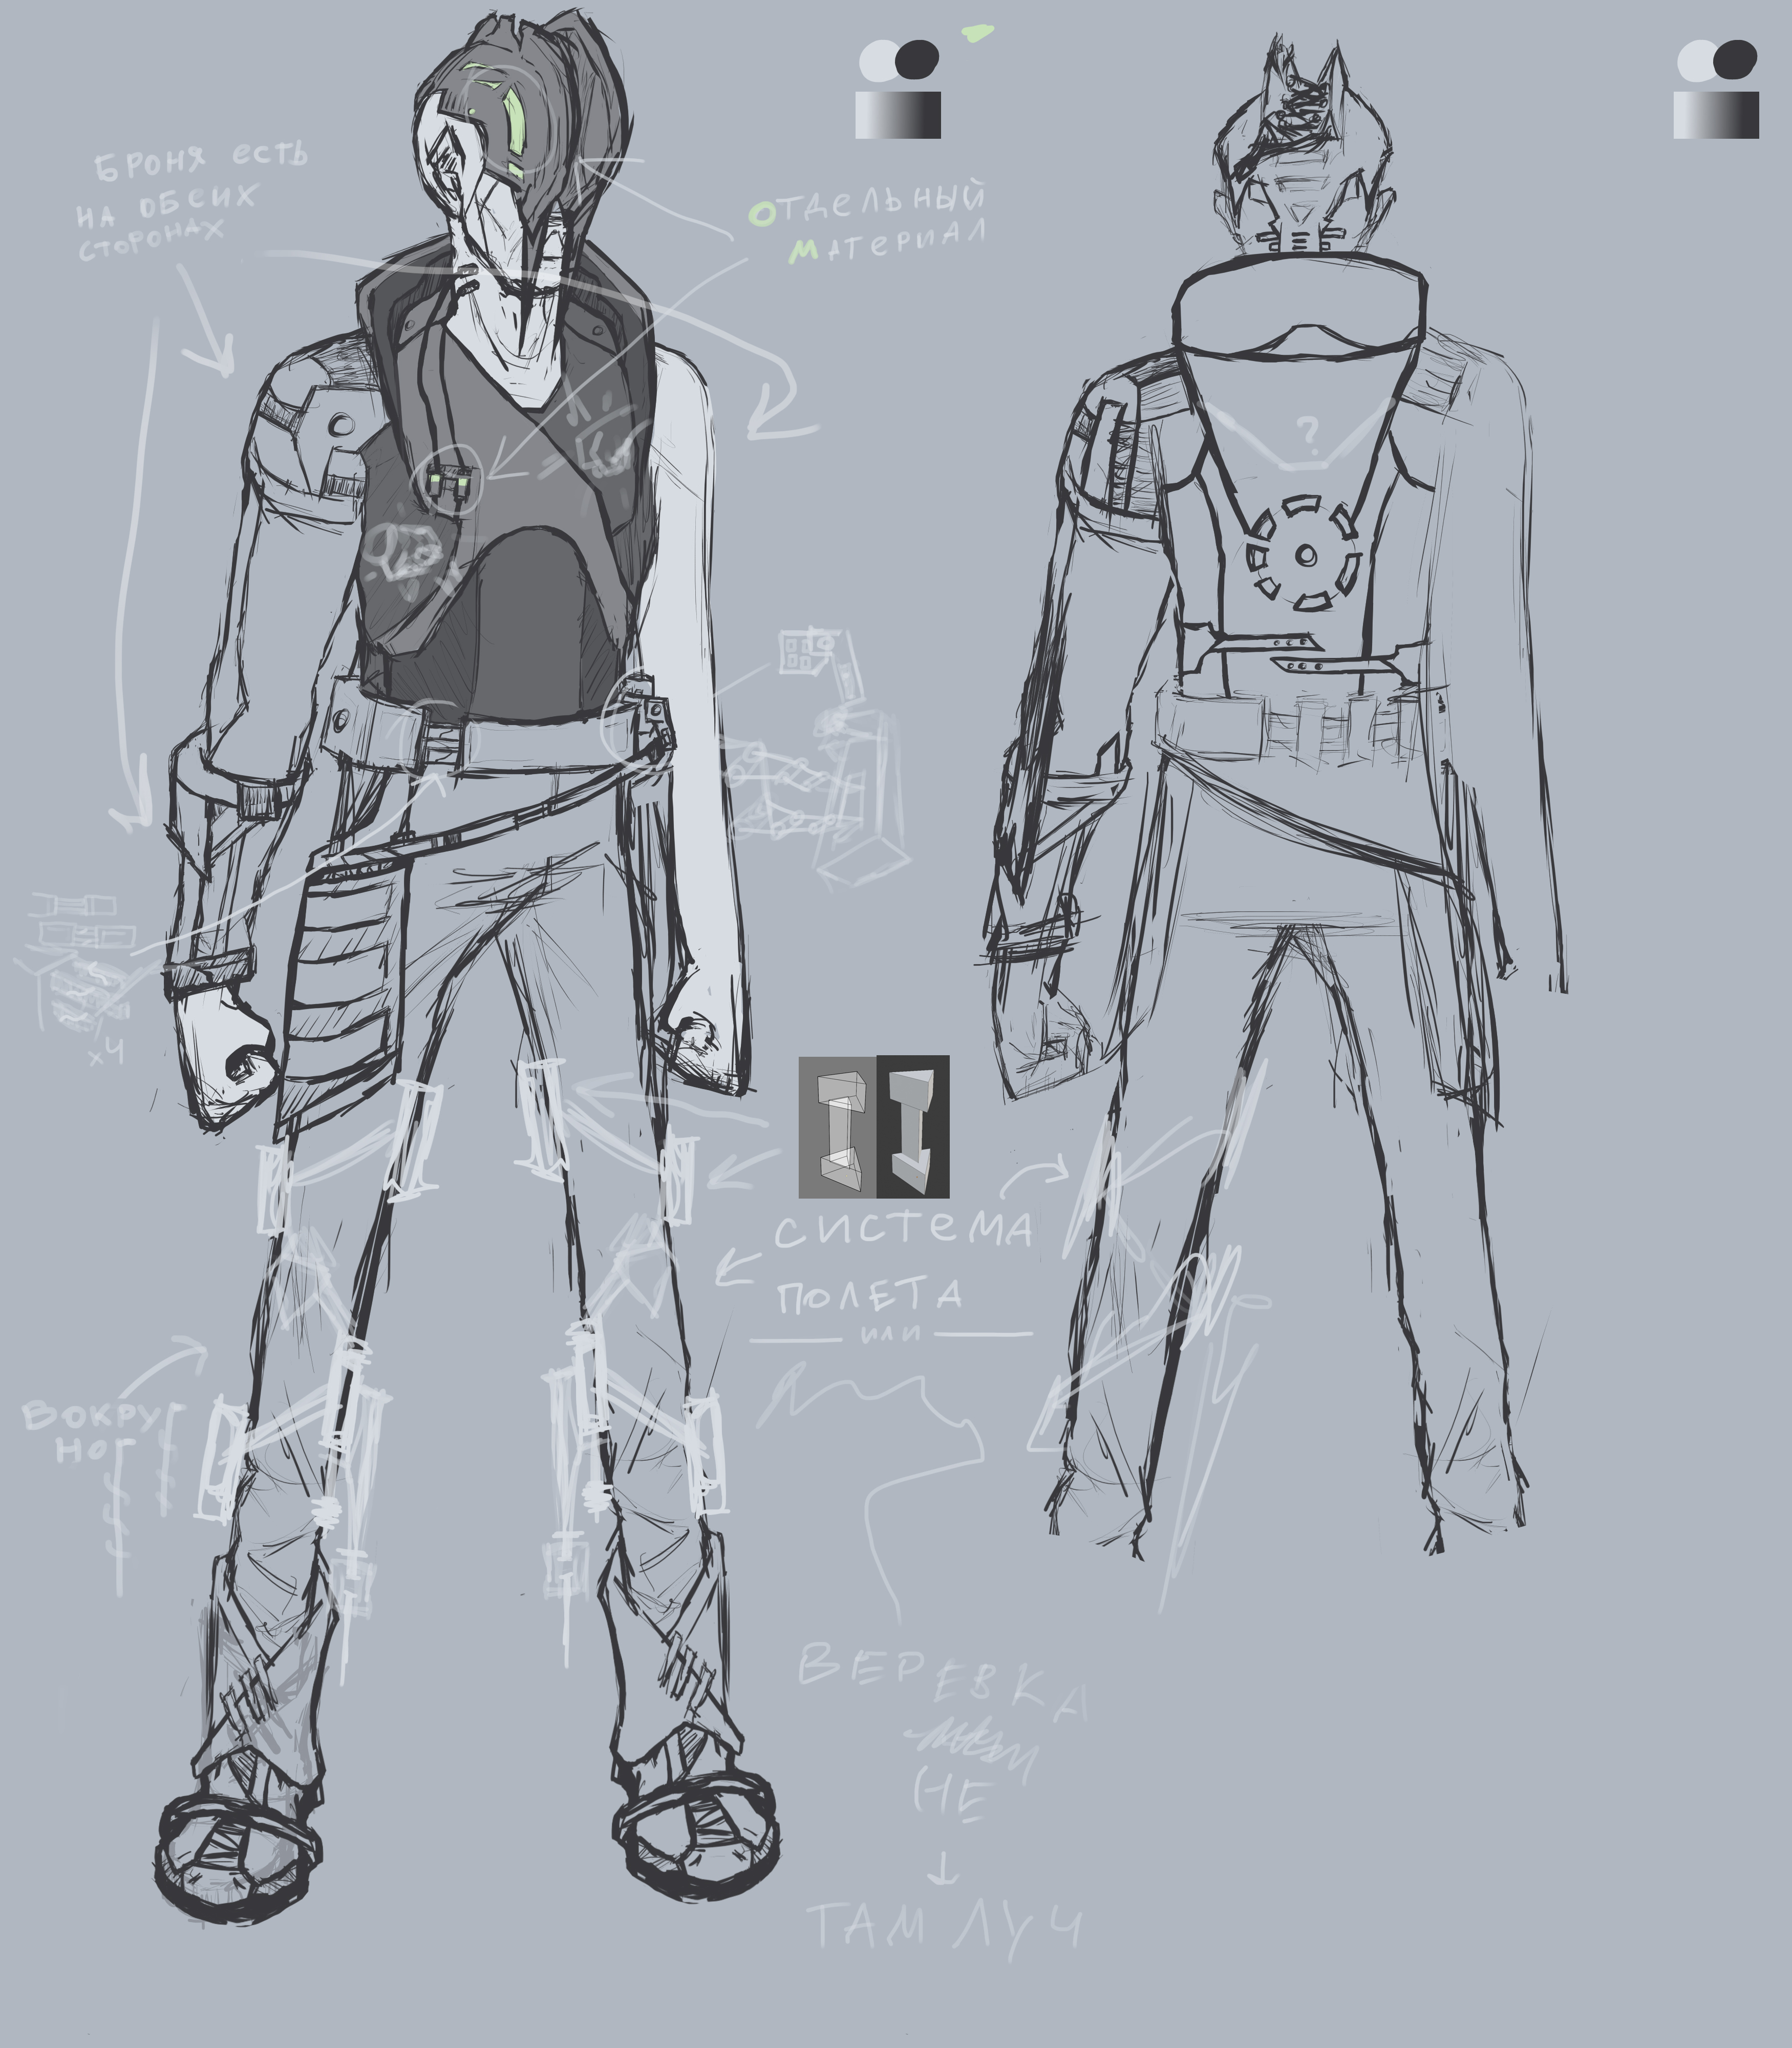 БРОНЯ есть
НА ОБЕИХ
СТОРОНАХ
ОТДеЛЬНЫЙ
МАТеРИАЛ
?
x4
СИСТеМА
ПОЛЕТА
ИЛИ
ВОКРУГ
НОГ
ВЕРЕВКА
НЕ
ТАМ ЛУЧ